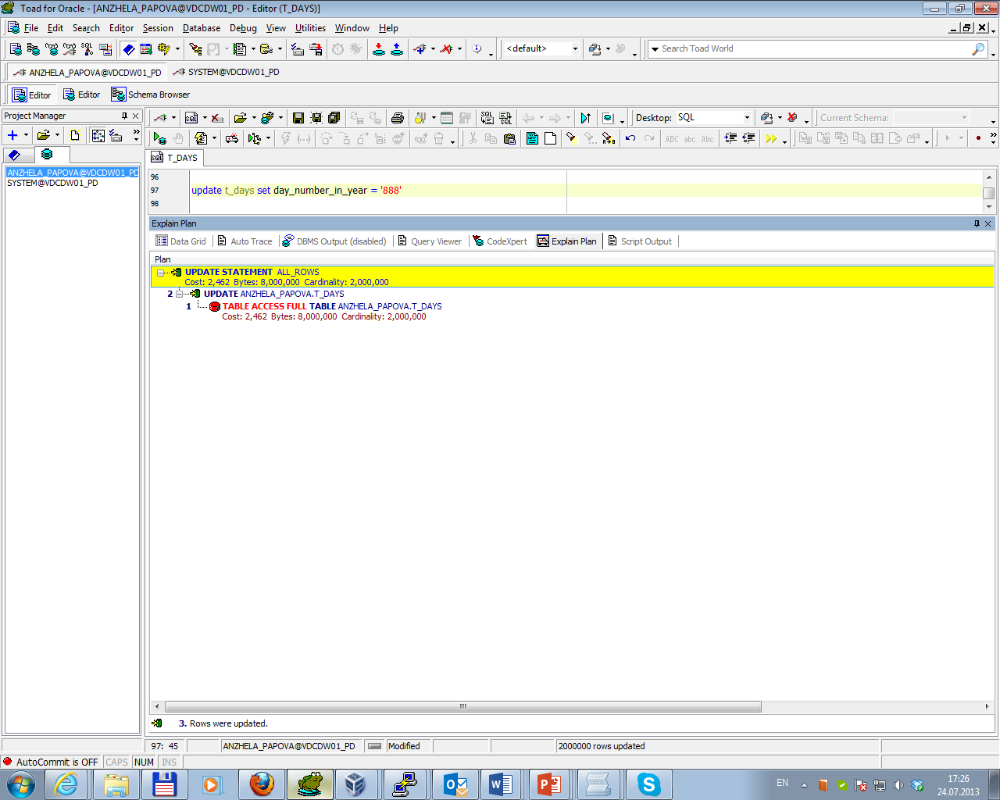 Toad for Oracle - [ANZHELA_PAPOVA@VDCDW01_PD - Editor (T_DAYS)]
File Edit Search Editor Session Database Debug View Utilities Window Help
<default> Search Toad World
ANZHELA_PAPOVA@VDCDW01_PD SYSTEM@VDCDW01_PD
Editor Editor Schema Browser
Project Manager
Desktop: SQL Current Schema:
ANZHELA_PAPOVA@VDCDW01_PD
SYSTEM@VDCDW01_PD
T_DAYS
96
97 update t_days set day_number_in_year = '888'
98
Explain Plan
Data Grid Auto Trace DBMS Output (disabled) Query Viewer CodeXpert Explain Plan Script Output
Plan
UPDATE STATEMENT ALL_ROWS
Cost: 2,462 Bytes: 8,000,000 Cardinality: 2,000,000
2 UPDATE ANZHELA_PAPOVA.T_DAYS
1 TABLE ACCESS FULL TABLE ANZHELA_PAPOVA.T_DAYS
Cost: 2,462 Bytes: 8,000,000 Cardinality: 2,000,000
3. Rows were updated.
97: 45 ANZHELA_PAPOVA@VDCDW01_PD Modified 2000000 rows updated
AutoCommit is OFF CAPS NUM INS
EN 17:26
24.07.2013